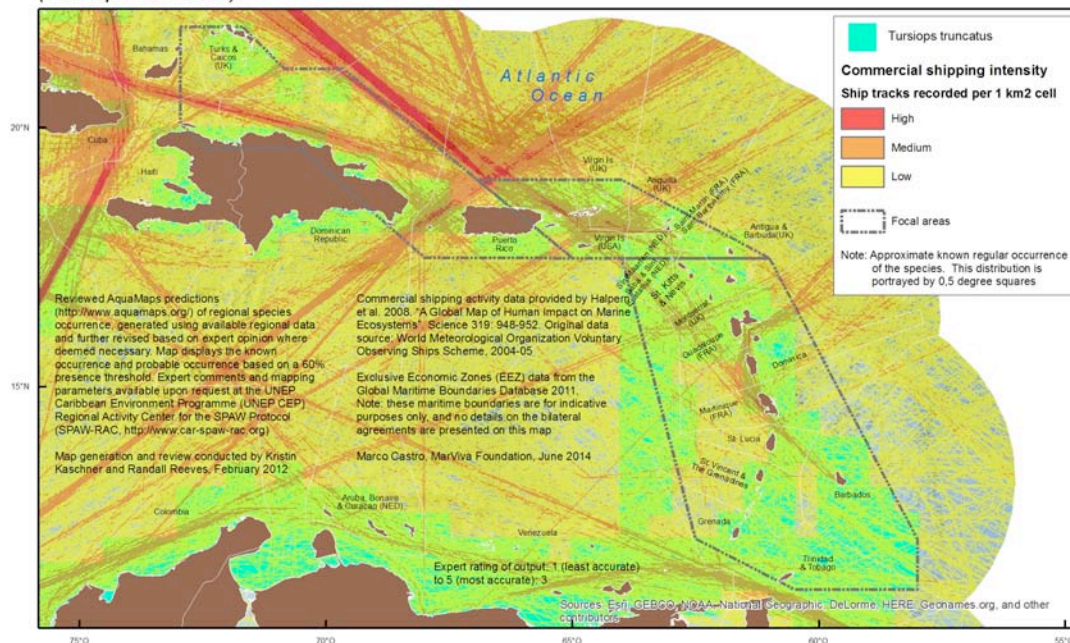 Atlantic
Ocean
Bahamas
Turks &
Caicos
(UK)
20°N
Cuba
Haiti
Dominican
Republic
Puerto
Rico
Virgin Is
(UK)
Anguilla
(UK)
Virgin Is
(USA)
Antigua &
Barbuda(UK)
St. Kitts
& Nevis
Guadeloupe
(FRA)
Dominica
15°N
Martinique
(FRA)
St. Lucia
St. Vincent &
The Grenadines
Barbados
Grenada
Trinidad
& Tobago
Colombia
Aruba, Bonaire
& Curaçao (NED)
Venezuela
Tursiops truncatus
Commercial shipping intensity
Ship tracks recorded per 1 km2 cell
High
Medium
Low
Focal areas
Note: Approximate known regular occurrence
of the species. This distribution is
portrayed by 0,5 degree squares
Reviewed AquaMaps predictions
(http://www.aquamaps.org/) of regional species
occurrence, generated using available regional data
and further revised based on expert opinion where
deemed necessary. Map displays the known
occurrence and probable occurrence based on a 60%
presence threshold. Expert comments and mapping
parameters available upon request at the UNEP
Caribbean Environment Programme (UNEP CEP)
Regional Activity Center for the SPAW Protocol
(SPAW-RAC, http://www.car-spaw-rac.org)
Map generation and review conducted by Kristin
Kaschner and Randall Reeves, February 2012
Commercial shipping activity data provided by Halpern
et al. 2008. "A Global Map of Human Impact on Marine
Ecosystems". Science 319: 948-952. Original data
source: World Meteorological Organization Voluntary
Observing Ships Scheme, 2004-05
Exclusive Economic Zones (EEZ) data from the
Global Maritime Boundaries Database 2011.
Note: these maritime boundaries are for indicative
purposes only, and no details on the bilateral
agreements are presented on this map
Marco Castro, MarViva Foundation, June 2014
Expert rating of output: 1 (least accurate)
to 5 (most accurate): 3
Sources: Esri, GEBCO, NOAA, National Geographic, DeLorme, HERE, Geonames.org, and other
contributors
75°O
70°O
65°O
60°O
55°O